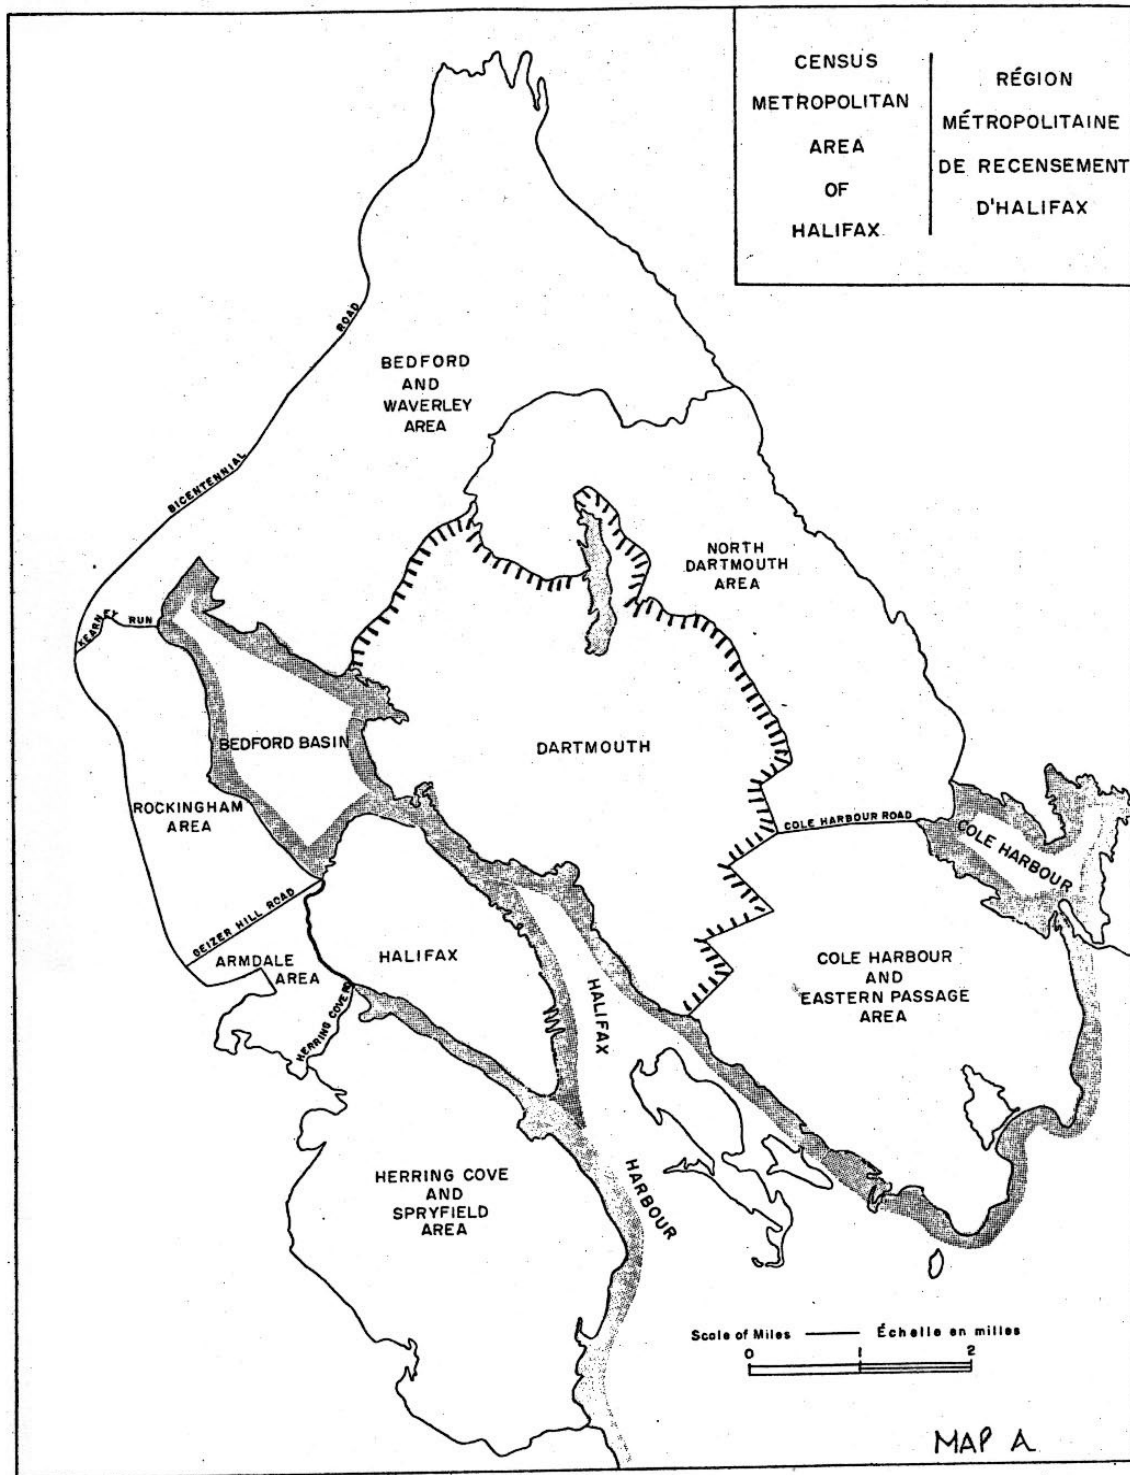 CENSUS
METROPOLITAN
AREA
OF
HALIFAX
RÉGION
MÉTROPOLITAINE
DE RECENSEMENT
D'HALIFAX
ROAD
BICENTENNIAL
BEDFORD
AND
WAVERLEY
AREA
NORTH
DARTMOUTH
AREA
KEARNEY RUN
BEDFORD BASIN
DARTMOUTH
ROCKINGHAM
AREA
COLE HARBOUR ROAD
COLE HARBOUR
GEIZER HILL ROAD
ARMDALE
AREA
HALIFAX
HERRING COVE RD
HALIFAX
HARBOUR
COLE HARBOUR
AND
EASTERN PASSAGE
AREA
HERRING COVE
AND
SPRYFIELD
AREA
Scale of Miles Échelle en milles
0 1 2
MAP A